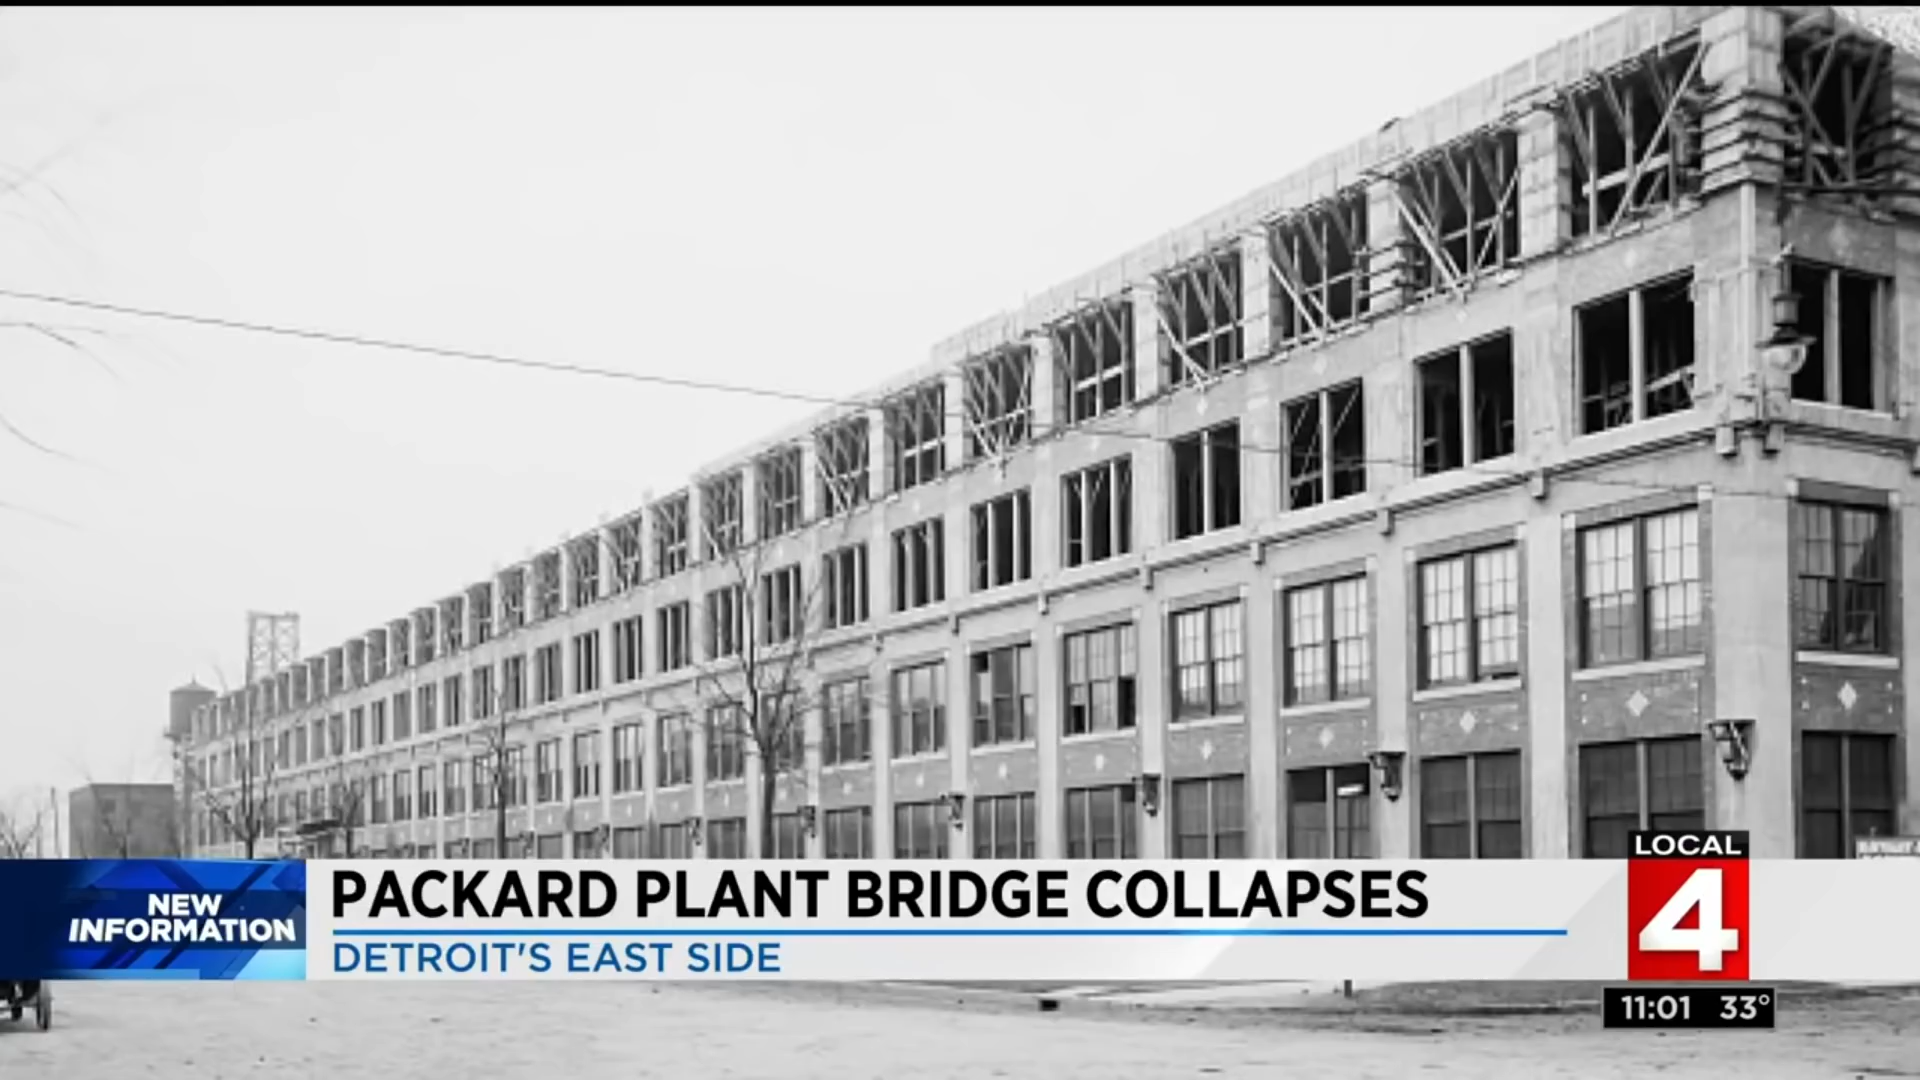 NEW
INFORMATION
PACKARD PLANT BRIDGE COLLAPSES
DETROIT'S EAST SIDE
LOCAL
4
11:01 33°